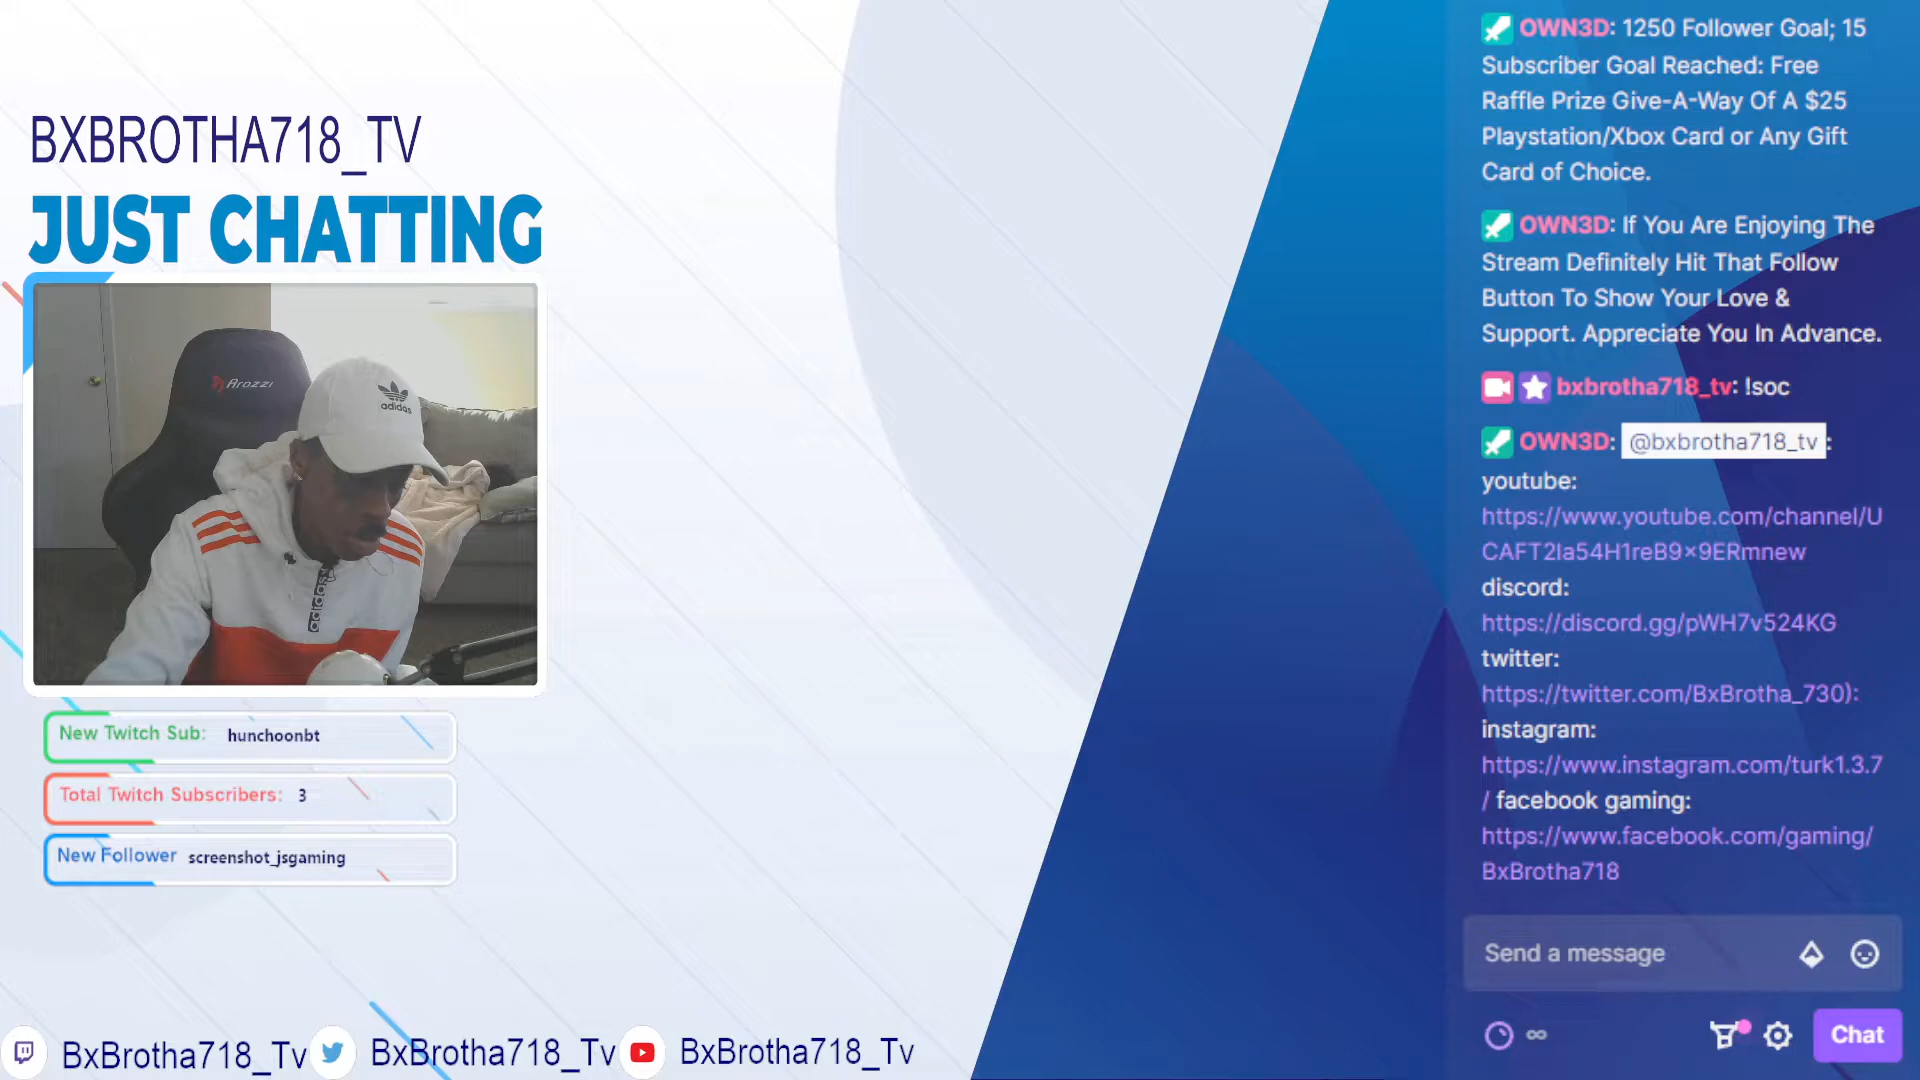 BXBROTHA718_TV
JUST CHATTING
Arozzi
adidas
adidas
New Twitch Sub: hunchoonbt
Total Twitch Subscribers: 3
New Follower screenshot_jsgaming
BxBrotha718_Tv BxBrotha718_Tv BxBrotha718_Tv
OWN3D: 1250 Follower Goal; 15
Subscriber Goal Reached: Free
Raffle Prize Give-A-Way Of A $25
Playstation/Xbox Card or Any Gift
Card of Choice.
OWN3D: If You Are Enjoying The
Stream Definitely Hit That Follow
Button To Show Your Love &
Support. Appreciate You In Advance.
bxbrotha718_tv: !soc
OWN3D: @bxbrotha718_tv :
youtube:
https://www.youtube.com/channel/U
CAFT2la54H1reB9x9ERmnew
discord:
https://discord.gg/pWH7v524KG
twitter:
https://twitter.com/BxBrotha_730):
instagram:
https://www.instagram.com/turk1.3.7
/ facebook gaming:
https://www.facebook.com/gaming/
BxBrotha718
Send a message
Chat